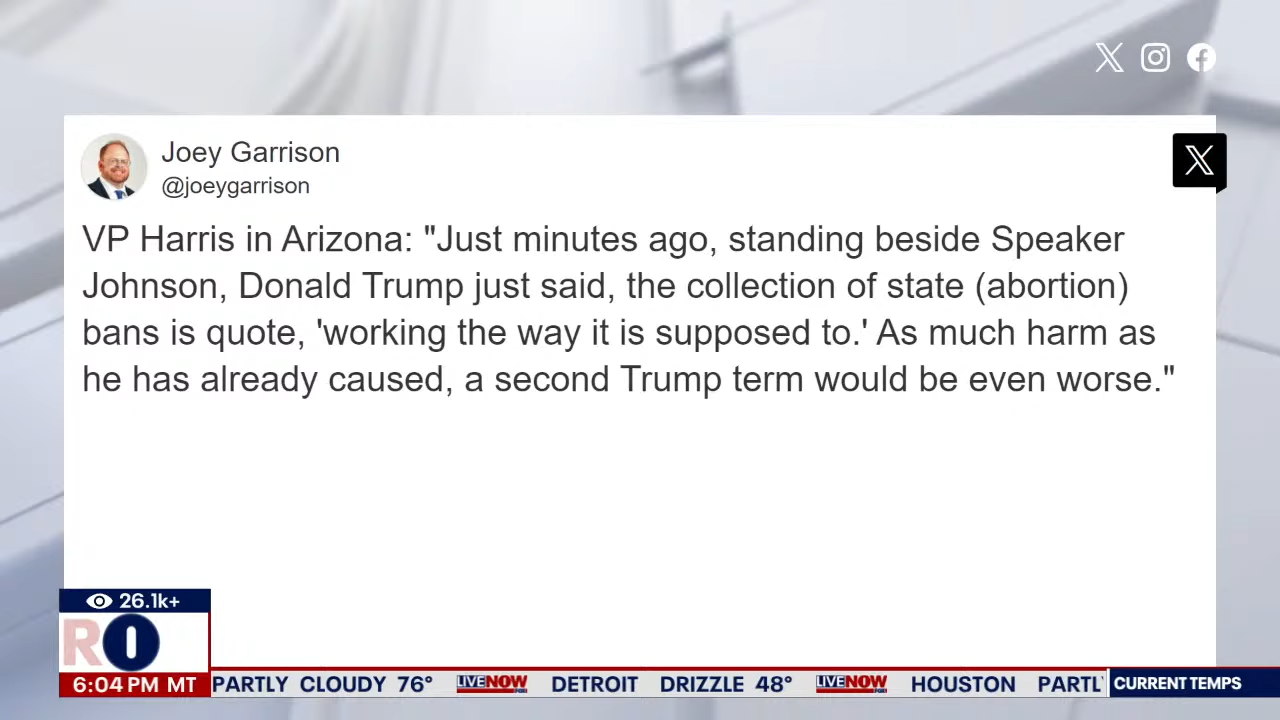 Joey Garrison
@joeygarrison
VP Harris in Arizona: "Just minutes ago, standing beside Speaker
Johnson, Donald Trump just said, the collection of state (abortion)
bans is quote, 'working the way it is supposed to.' As much harm as
he has already caused, a second Trump term would be even worse."
26.1k+
6:04 PM MT
PARTLY CLOUDY 76° LIVENOW FOX DETROIT DRIZZLE 48° LIVENOW FOX HOUSTON PARTL
CURRENT TEMPS